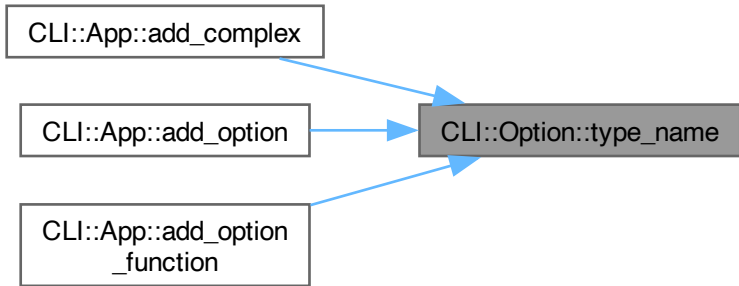 CLI::App::add_complex
CLI::App::add_option
CLI::Option::type_name
CLI::App::add_option
_function